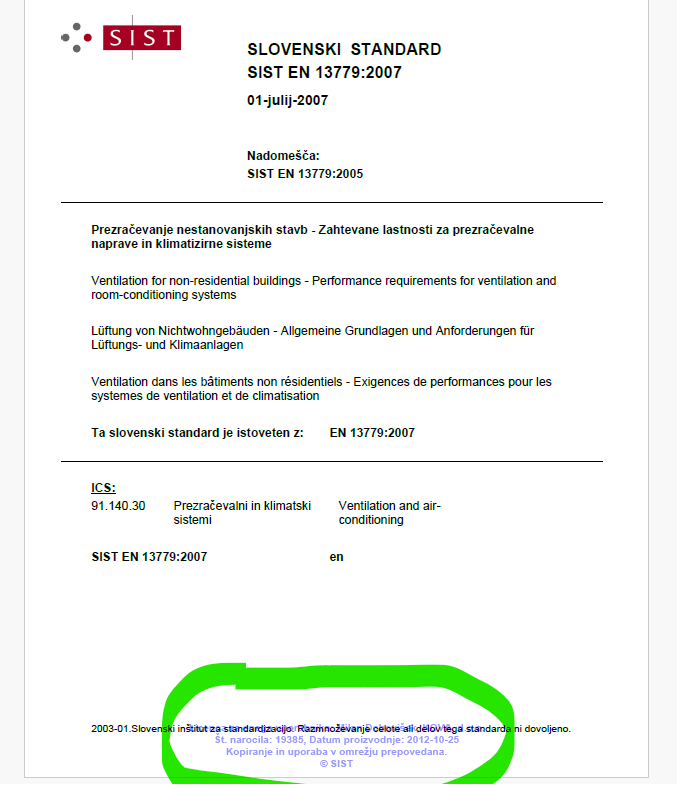 SIST
SLOVENSKI STANDARD
SIST EN 13779:2007
01-julij-2007
Nadomešča:
SIST EN 13779:2005
Prezračevanje nestanovanjskih stavb - Zahtevane lastnosti za prezračevalne
naprave in klimatizirne sisteme
Ventilation for non-residential buildings - Performance requirements for ventilation and
room-conditioning systems
Lüftung von Nichtwohngebäuden - Allgemeine Grundlagen und Anforderungen für
Lüftungs- und Klimaanlagen
Ventilation dans les bâtiments non résidentiels - Exigences de performances pour les
systemes de ventilation et de climatisation
Ta slovenski standard je istoveten z: EN 13779:2007
ICS:
91.140.30 Prezračevalni in klimatski Ventilation and air-
sistemi conditioning
SIST EN 13779:2007 en
2003-01.Slovenski inštitut za standardizacijo. Razmnoževanje celote ali delov tega standarda ni dovoljeno.
Št. narocila: 19385, Datum proizvodnje: 2012-10-25
Kopiranje in uporaba v omrežju prepovedana.
© SIST